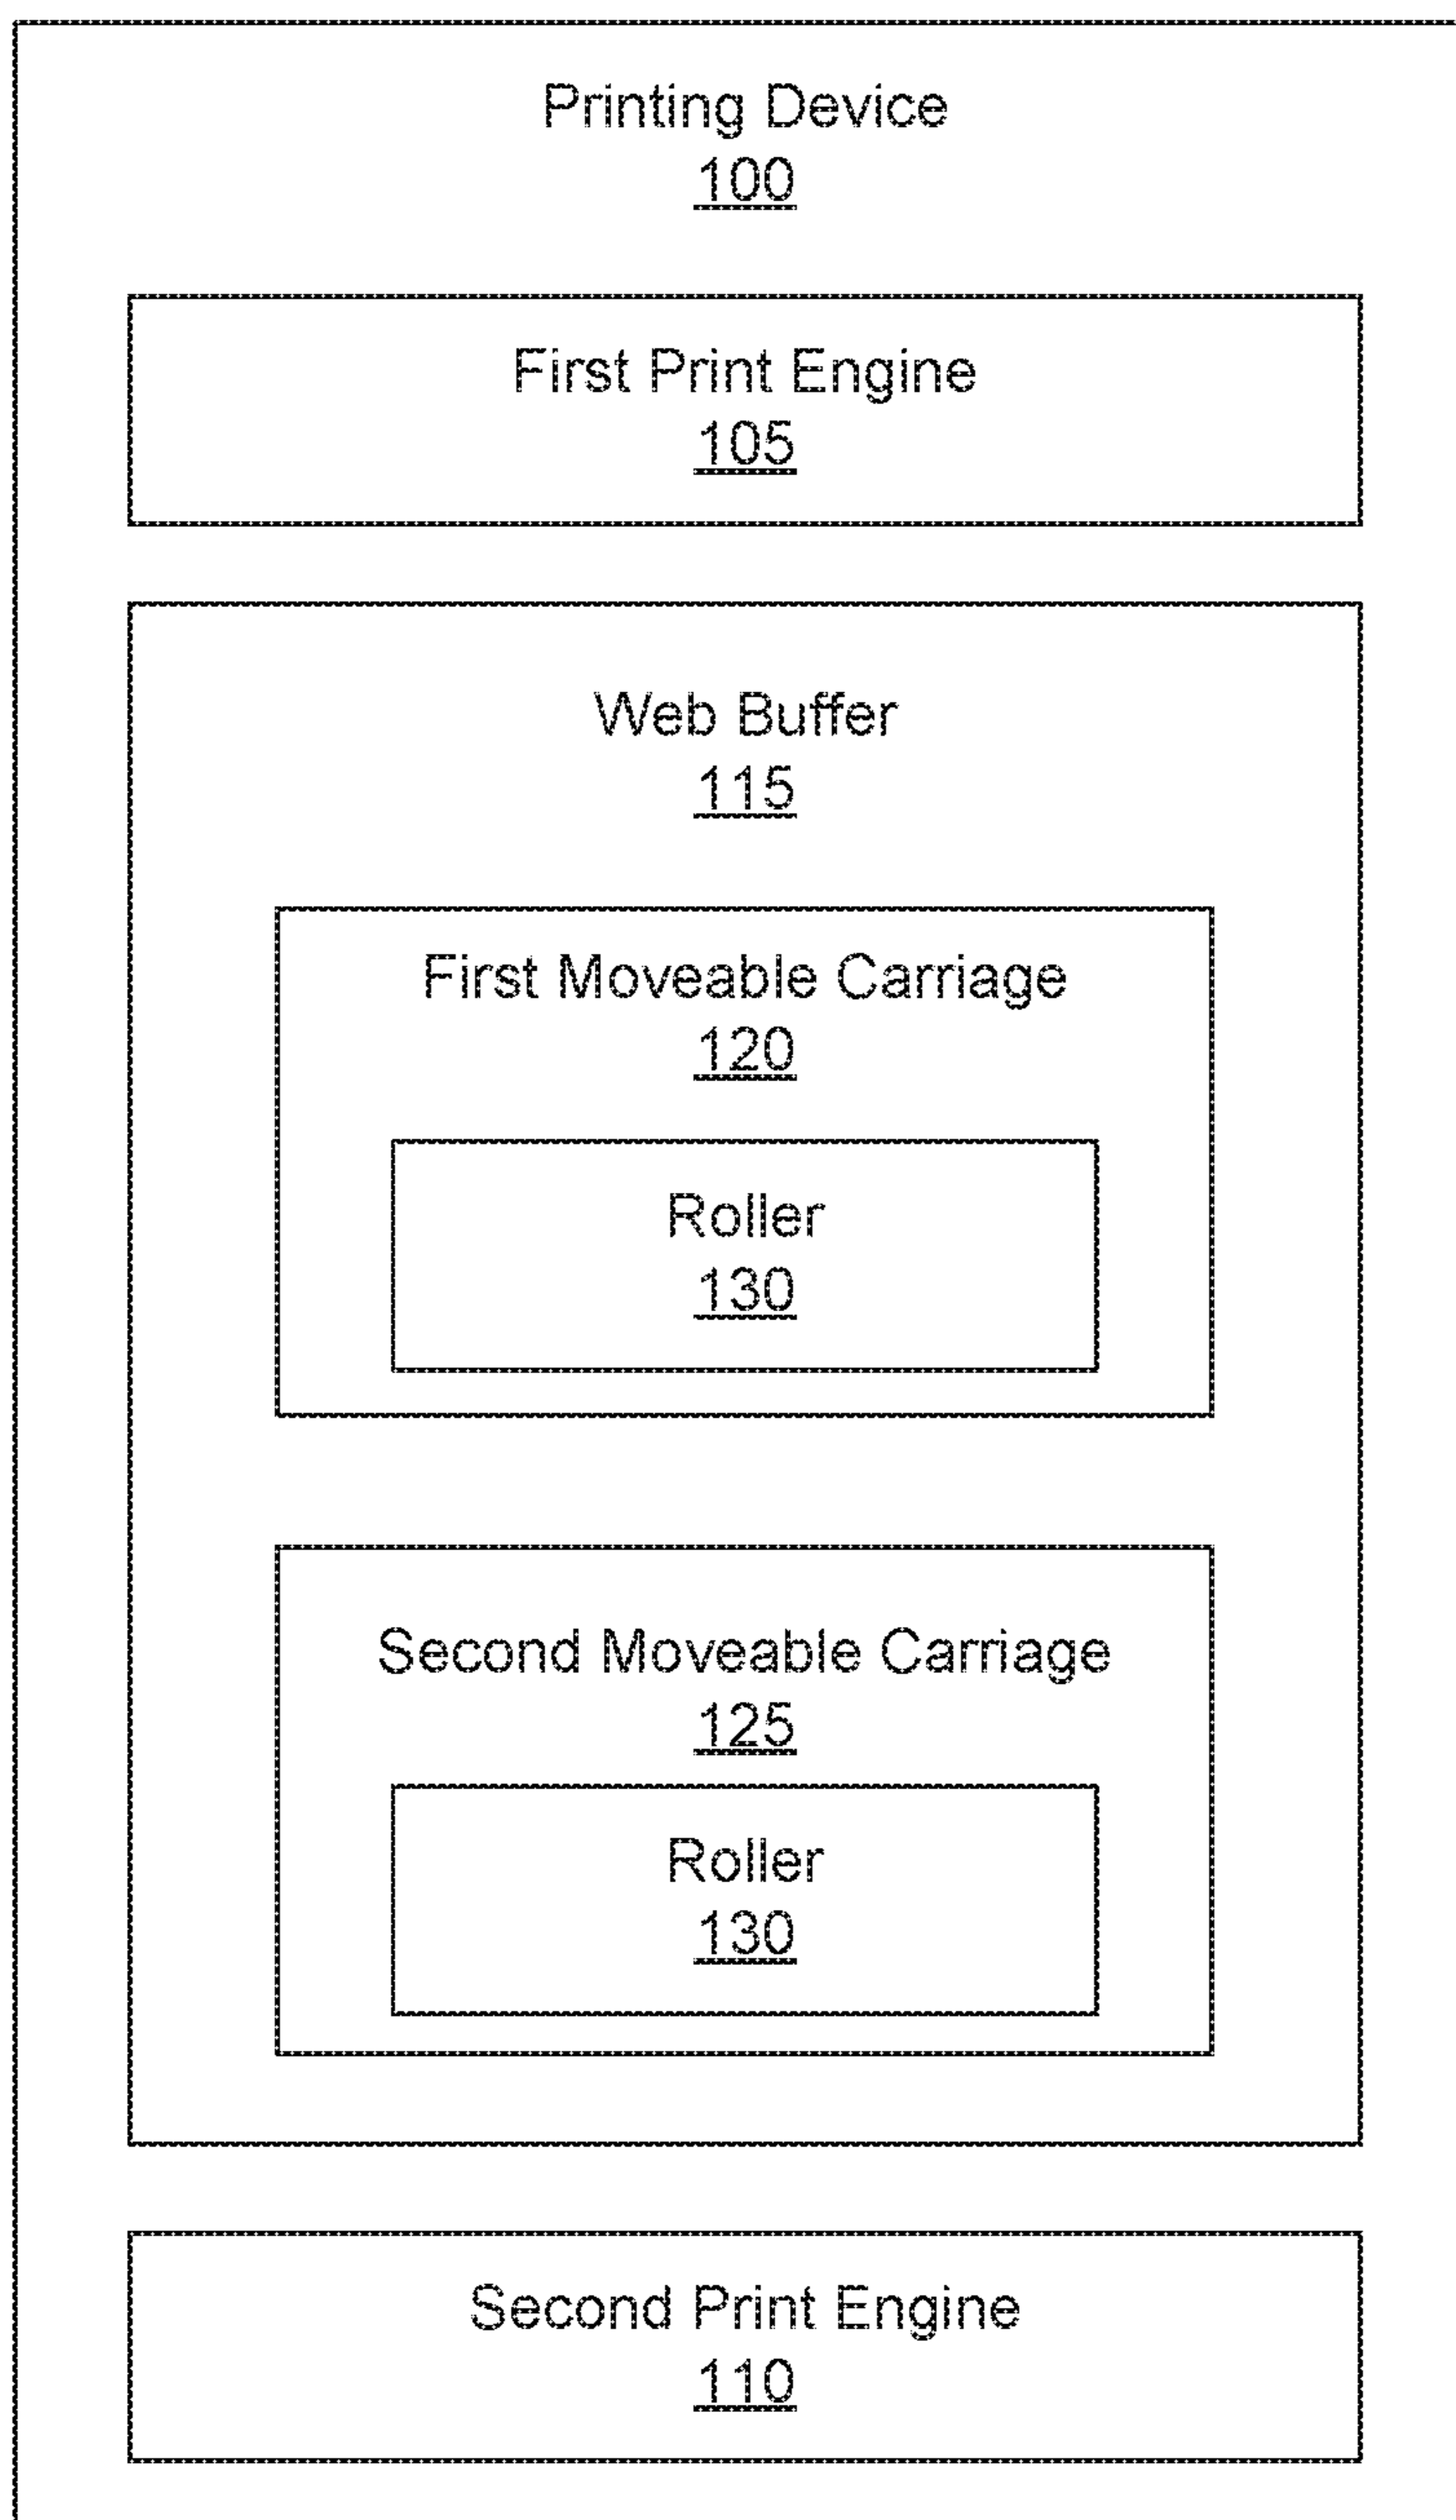 Printing Device
100
First Print Engine
105
Web Buffer
115
First Moveable Carriage
120
Roller
130
Second Moveable Carriage
125
Roller
130
Second Print Engine
110